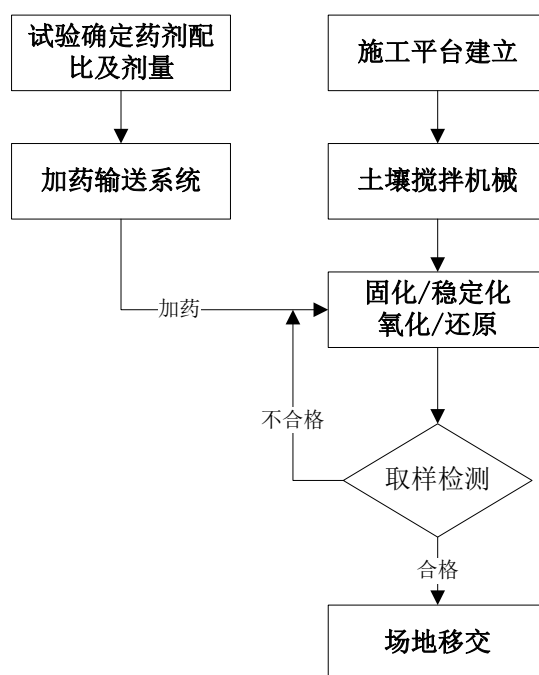 试验确定药剂配
比及剂量
施工平台建立
加药输送系统
土壤搅拌机械
加药
固化/稳定化
氧化/还原
不合格
取样检测
合格
场地移交